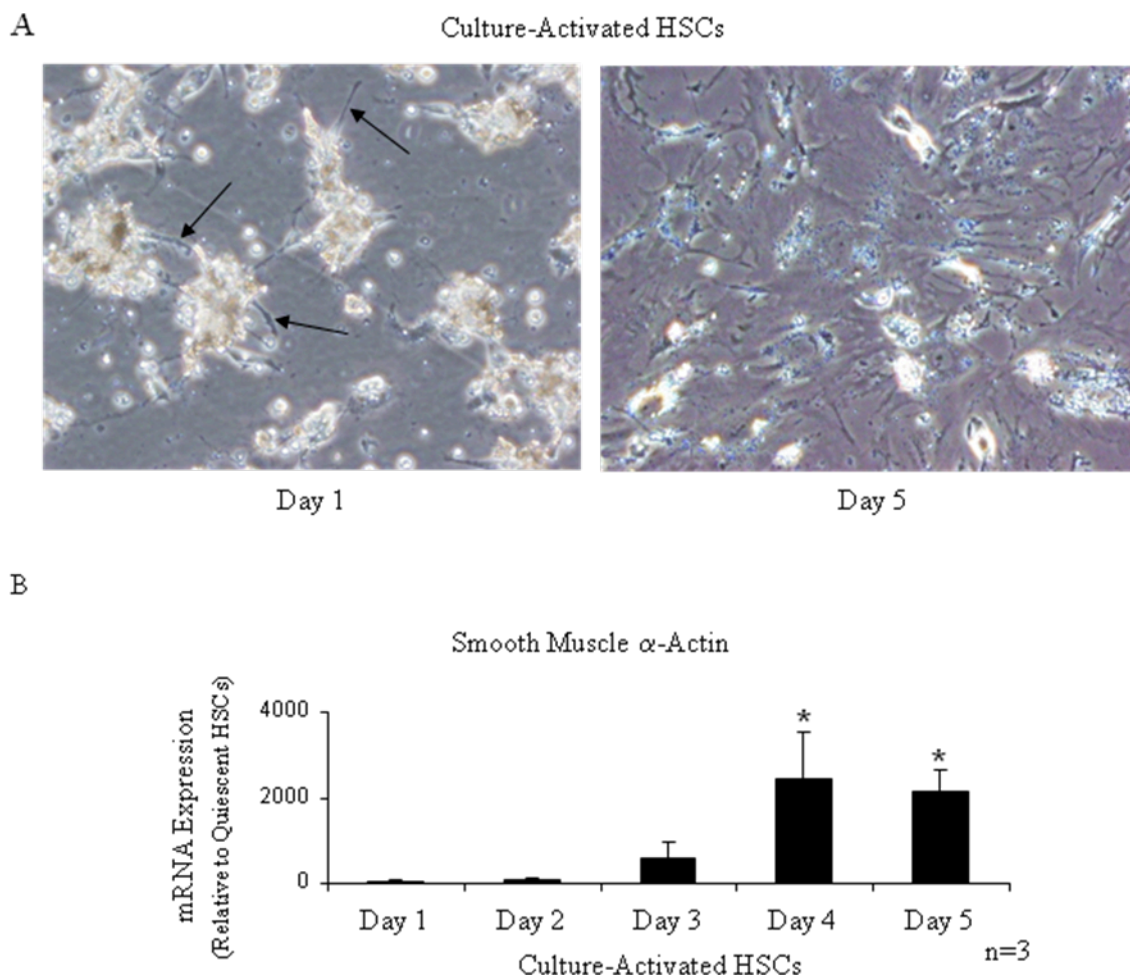 A
Culture-Activated HSCs
Day 1
Day 5
B
Smooth Muscle α-Actin
mRNA Expression
(Relative to Quiescent HSCs)
4000
2000
0
*
*
Day 1
Day 2
Day 3
Day 4
Day 5
n=3
Culture-Activated HSCs